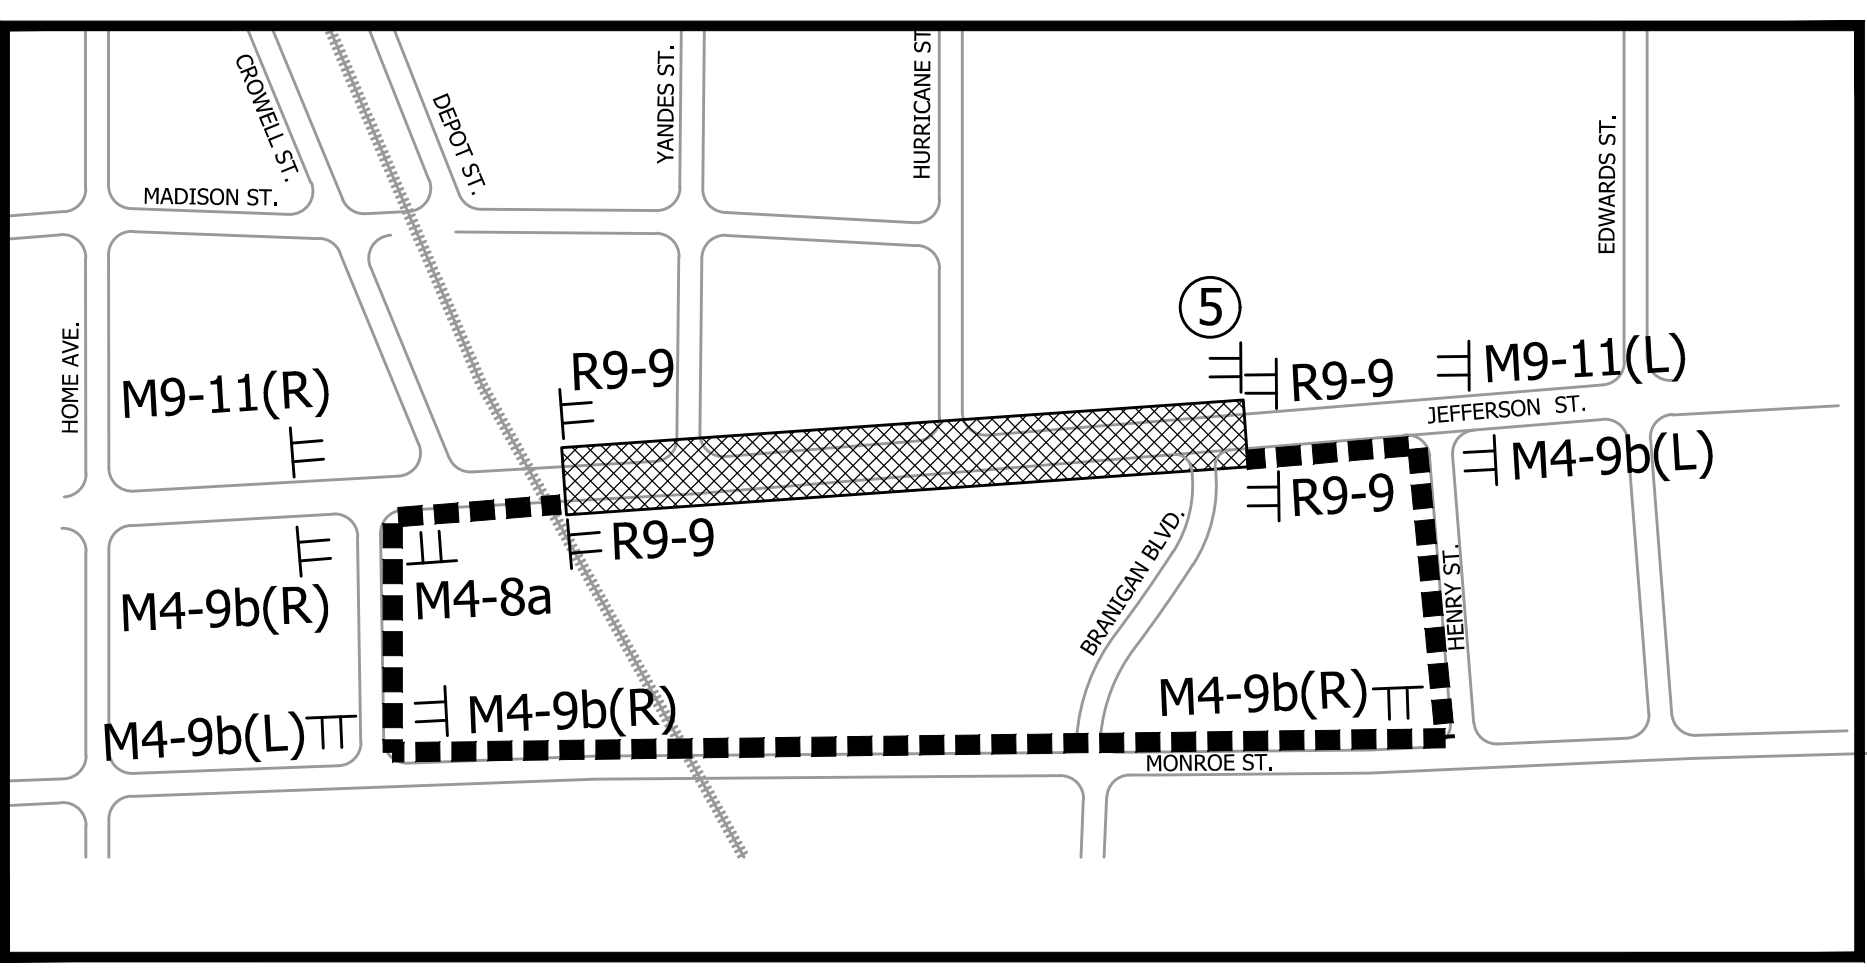 CROWELL ST.
DEPOT ST.
YANDES ST.
HURRICANE ST
EDWARDS ST.
MADISON ST.
HOME AVE.
5
M9-11(R)
R9-9
R9-9
M9-11(L)
JEFFERSON ST.
M4-9b(L)
R9-9
R9-9
BRANIGAN BLVD.
HENRY ST.
M4-9b(R)
M4-8a
M4-9b(L)
M4-9b(R)
M4-9b(R)
MONROE ST.